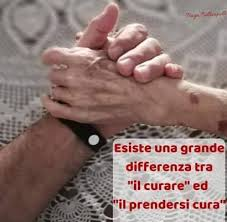 Esiste una grande
differenza tra
"il curare" ed
"il prendersi cura"